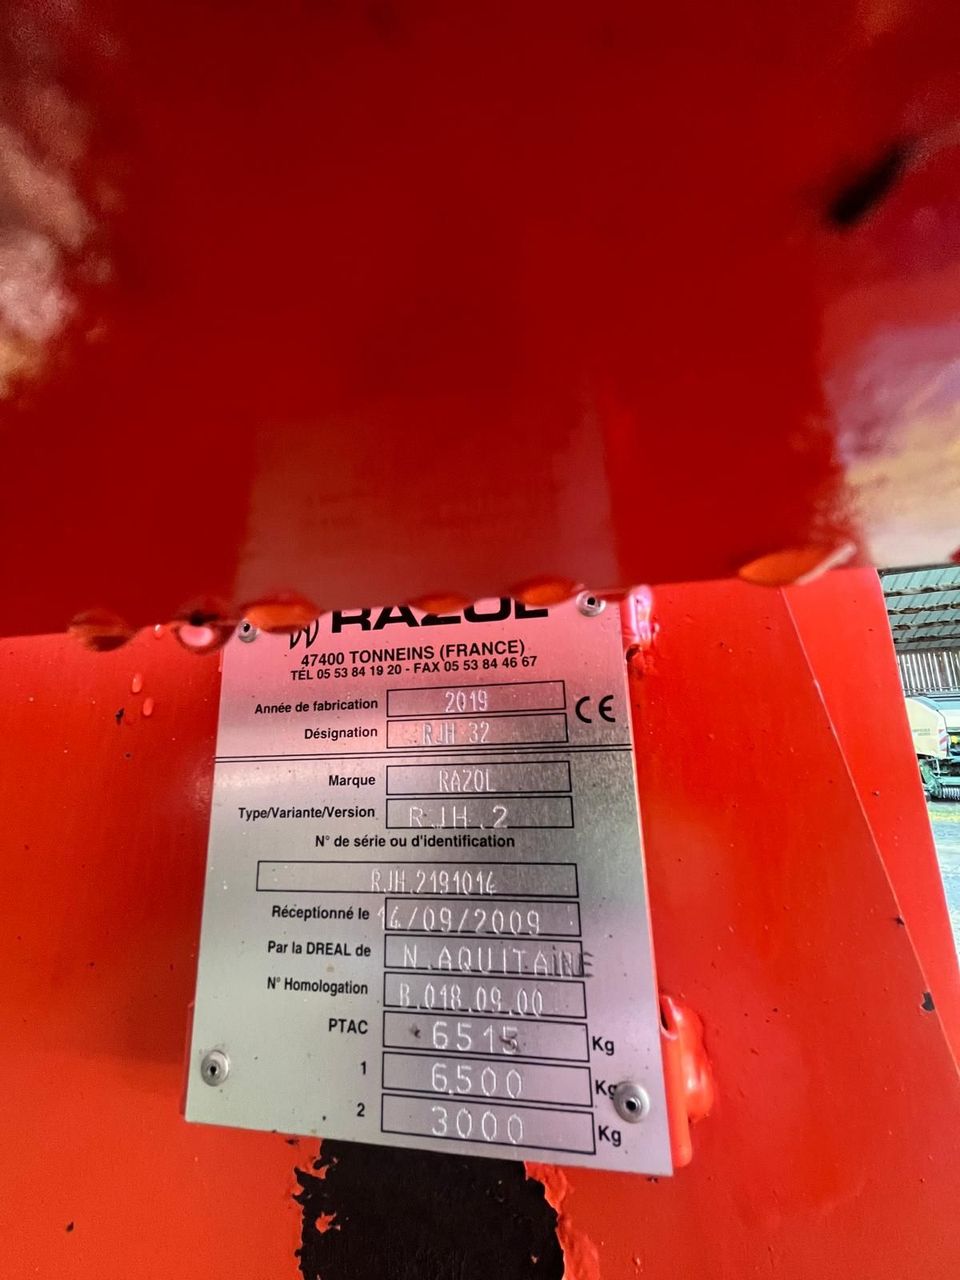 RAZOL
47400 TONNEINS (FRANCE)
TÉL 05 53 84 19 20 - FAX 05 53 84 46 67
Année de fabrication 2019 CE
Désignation RJH 32
Marque RAZOL
Type/Variante/Version RJH.2
N° de série ou d'identification
RJH.2191014
Réceptionné le 14/09/2009
Par la DREAL de N.AQUITAINE
N° Homologation B.018.09.00
PTAC 6515 Kg
1 6500 Kg
2 3000 Kg